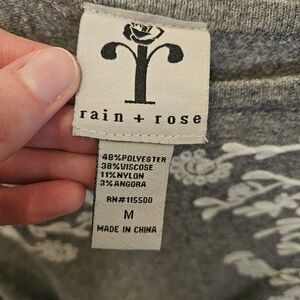 rain + rose
48%POLYESTER
38%VISCOSE
11%NYLON
3%ANGORA
RN#115500
M
MADE IN CHINA